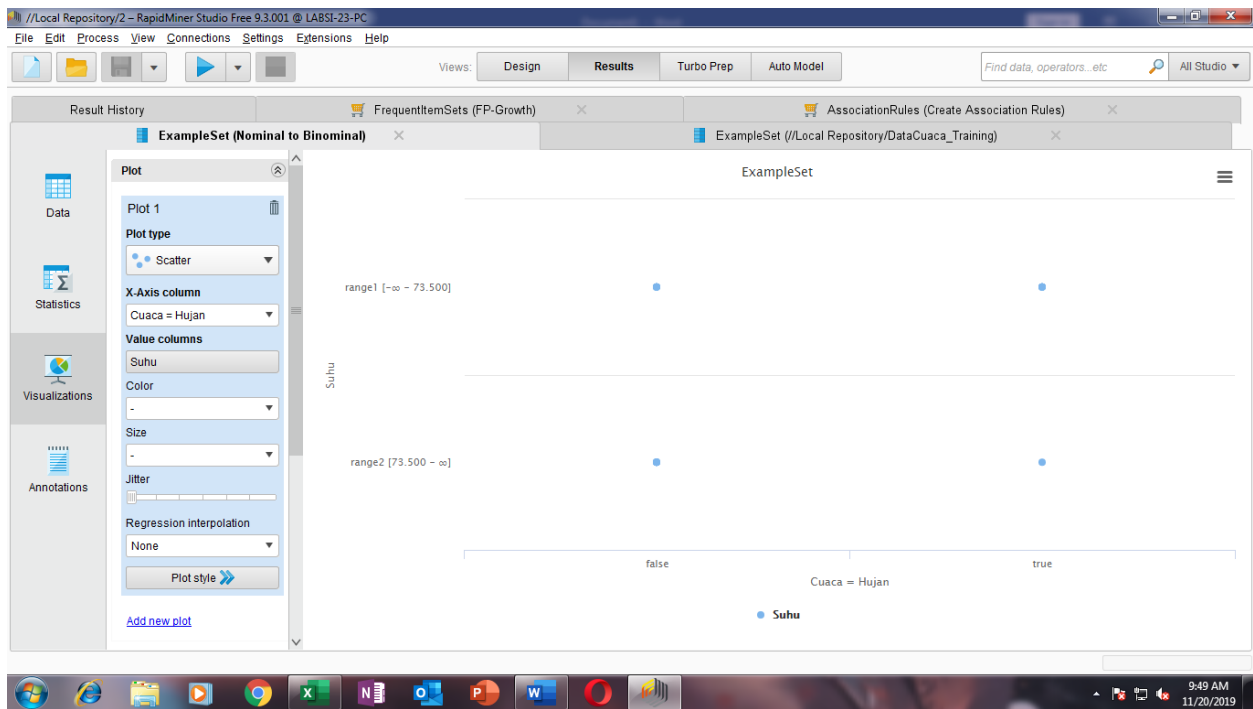 //Local Repository/2 – RapidMiner Studio Free 9.3.001 @ LABSI-23-PC
File Edit Process View Connections Settings Extensions Help
Views: Design Results Turbo Prep Auto Model Find data, operators...etc All Studio
Result History FrequentItemSets (FP-Growth) AssociationRules (Create Association Rules)
ExampleSet (Nominal to Binominal) ExampleSet (//Local Repository/DataCuaca_Training)
Data
Statistics
Visualizations
Annotations
Plot
Plot 1
Plot type
Scatter
X-Axis column
Cuaca = Hujan
Value columns
Suhu
Color
-
Size
-
Jitter
Regression interpolation
None
Plot style
Add new plot
ExampleSet
range1 [-∞ - 73.500]
Suhu
range2 [73.500 - ∞]
false true
Cuaca = Hujan
Suhu
9:49 AM
11/20/2019